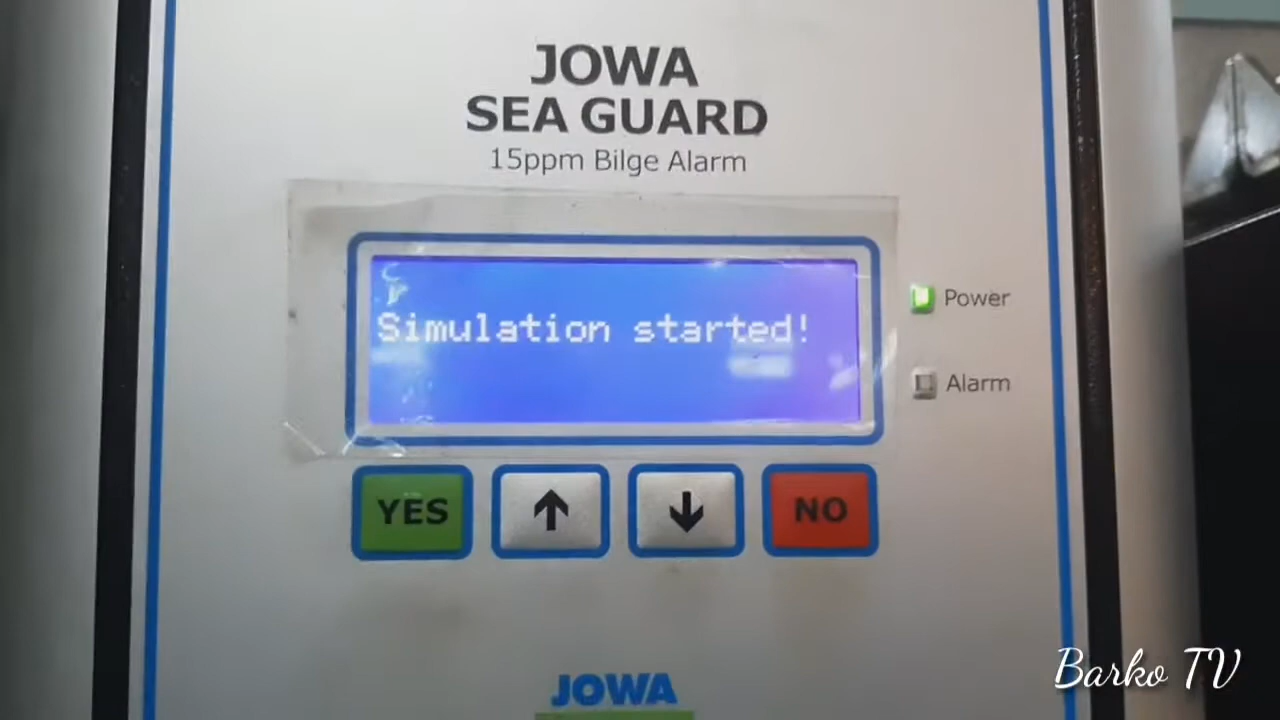 JOWA
SEA GUARD
15ppm Bilge Alarm
Simulation started!
Power
Alarm
YES
NO
JOWA
Barko TV